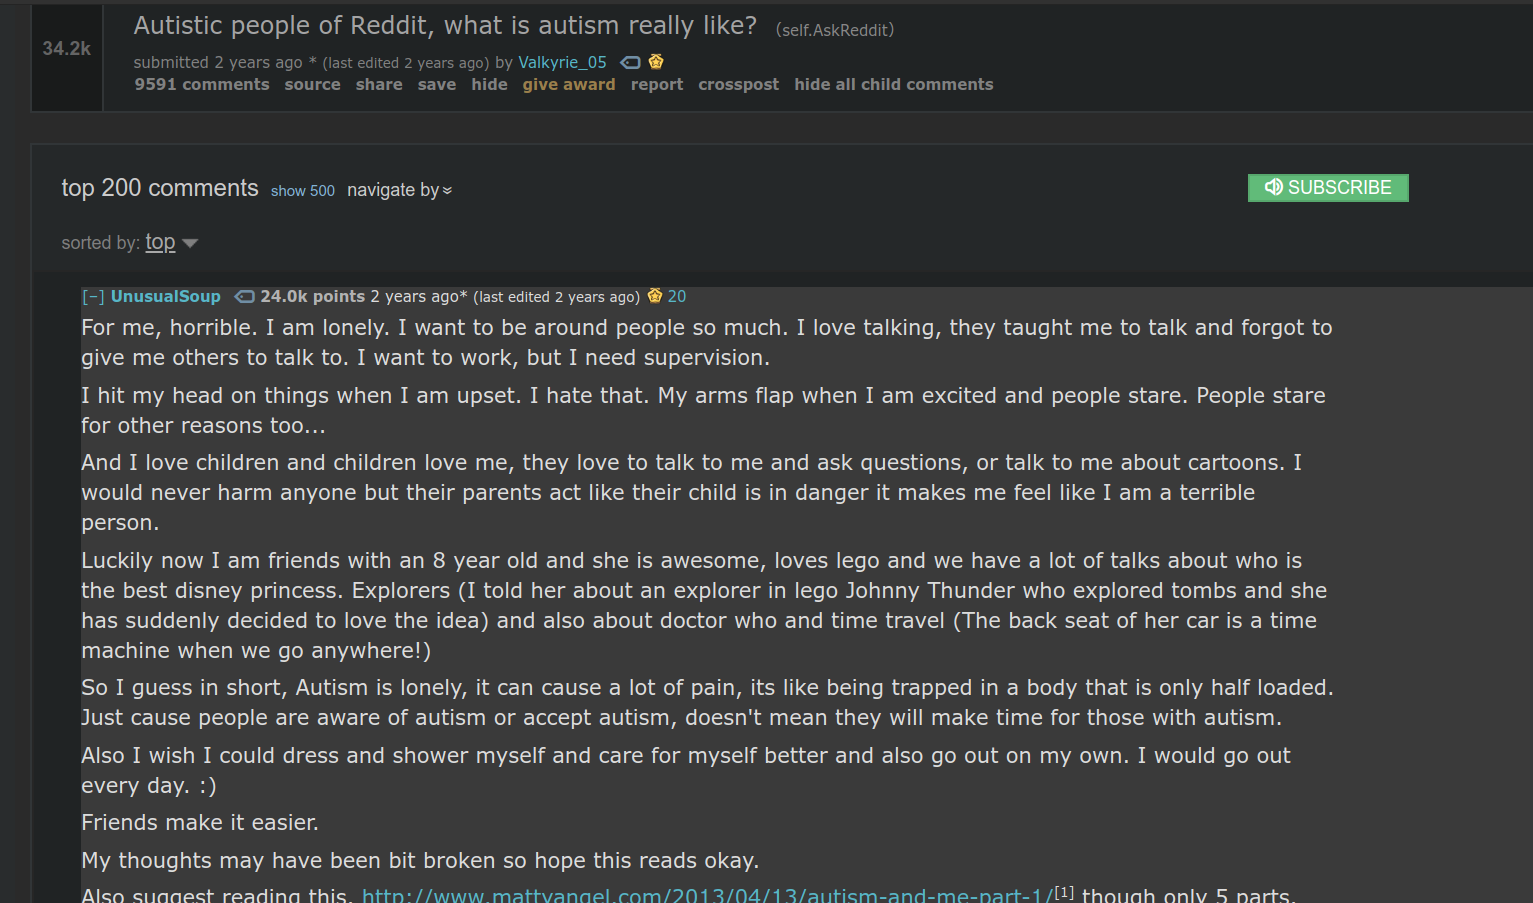 Autistic people of Reddit, what is autism really like? (self.AskReddit)
34.2k
submitted 2 years ago * (last edited 2 years ago) by Valkyrie_05
9591 comments source share save hide give award report crosspost hide all child comments
top 200 comments show 500 navigate by
SUBSCRIBE
sorted by: top
[–] UnusualSoup 24.0k points 2 years ago* (last edited 2 years ago) 20
For me, horrible. I am lonely. I want to be around people so much. I love talking, they taught me to talk and forgot to
give me others to talk to. I want to work, but I need supervision.
I hit my head on things when I am upset. I hate that. My arms flap when I am excited and people stare. People stare
for other reasons too...
And I love children and children love me, they love to talk to me and ask questions, or talk to me about cartoons. I
would never harm anyone but their parents act like their child is in danger it makes me feel like I am a terrible
person.
Luckily now I am friends with an 8 year old and she is awesome, loves lego and we have a lot of talks about who is
the best disney princess. Explorers (I told her about an explorer in lego Johnny Thunder who explored tombs and she
has suddenly decided to love the idea) and also about doctor who and time travel (The back seat of her car is a time
machine when we go anywhere!)
So I guess in short, Autism is lonely, it can cause a lot of pain, its like being trapped in a body that is only half loaded.
Just cause people are aware of autism or accept autism, doesn't mean they will make time for those with autism.
Also I wish I could dress and shower myself and care for myself better and also go out on my own. I would go out
every day. :)
Friends make it easier.
My thoughts may have been bit broken so hope this reads okay.
Also suggest reading this. http://www.mattyangel.com/2013/04/13/autism-and-me-part-1/[1] though only 5 parts.